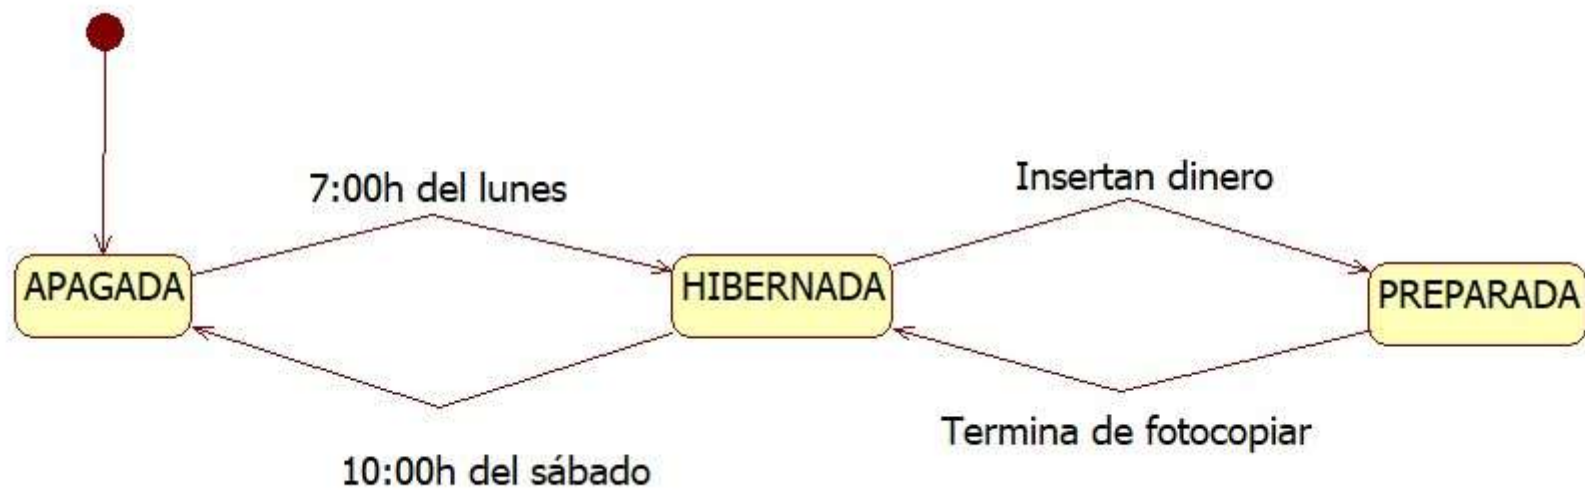 7:00h del lunes
Insertan dinero
APAGADA
HIBERNADA
PREPARADA
10:00h del sábado
Termina de fotocopiar